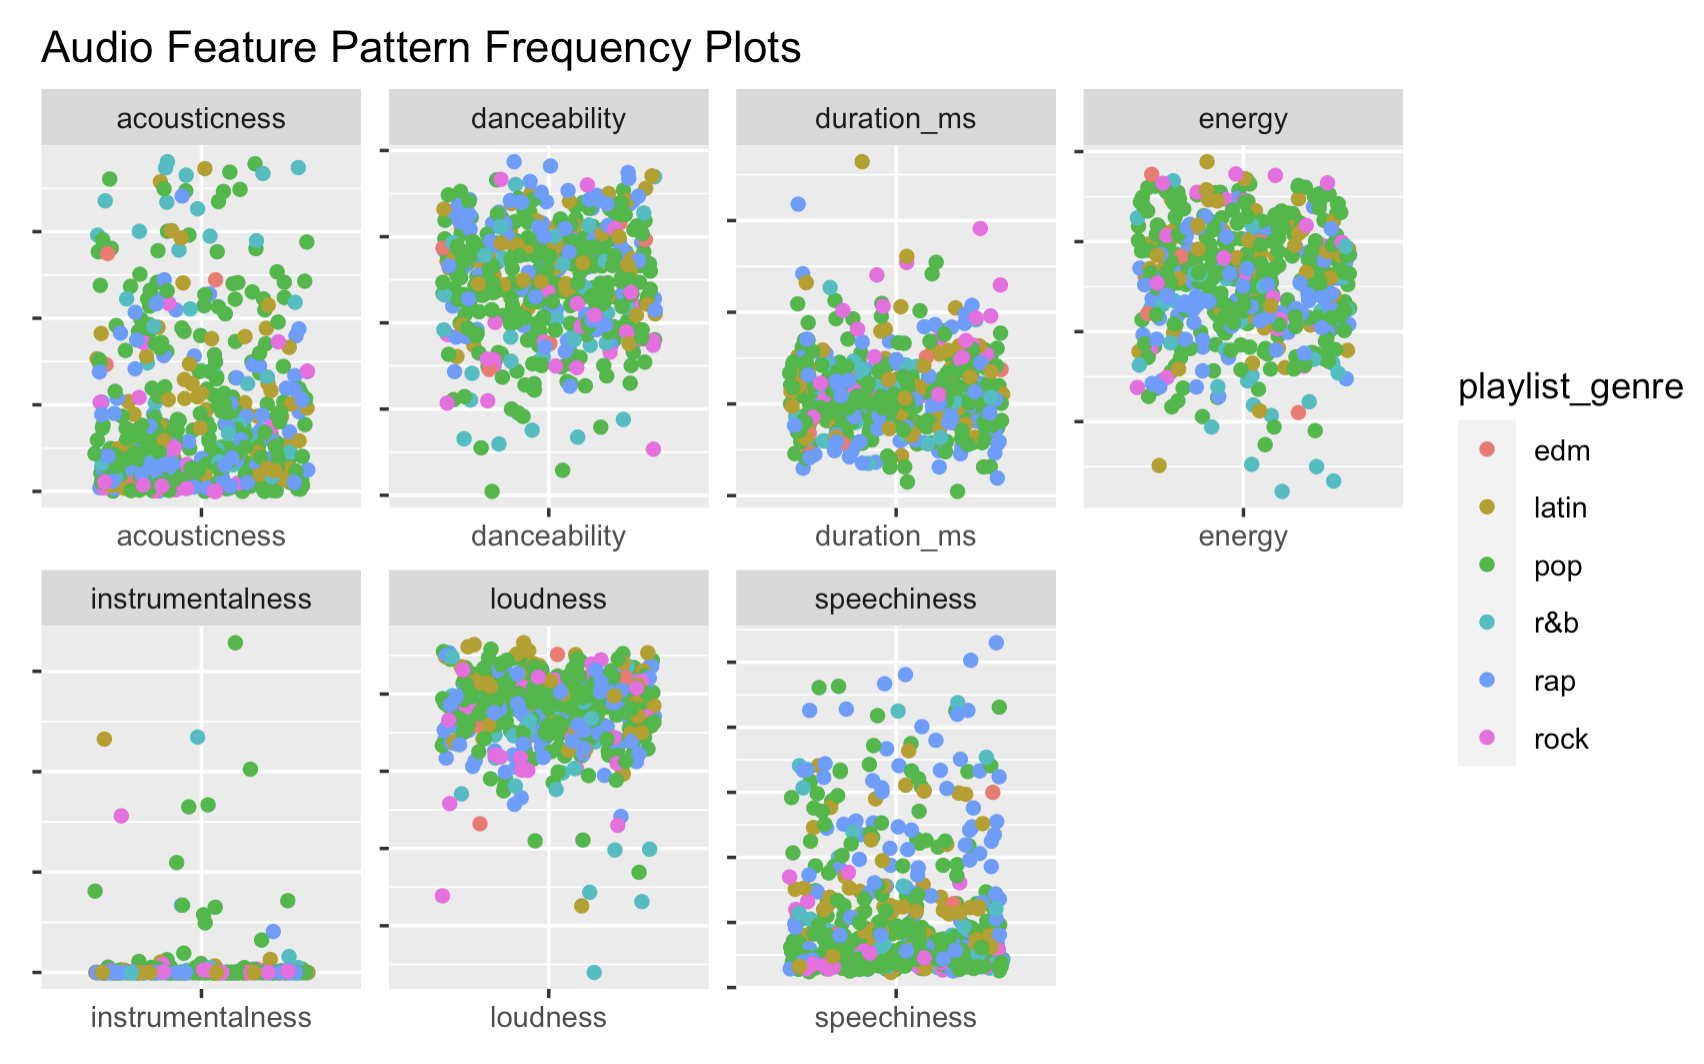 Audio Feature Pattern Frequency Plots
acousticness
danceability
duration_ms
energy
acousticness
danceability
duration_ms
energy
instrumentalness
loudness
speechiness
instrumentalness
loudness
speechiness
playlist_genre
edm
latin
pop
r&b
rap
rock